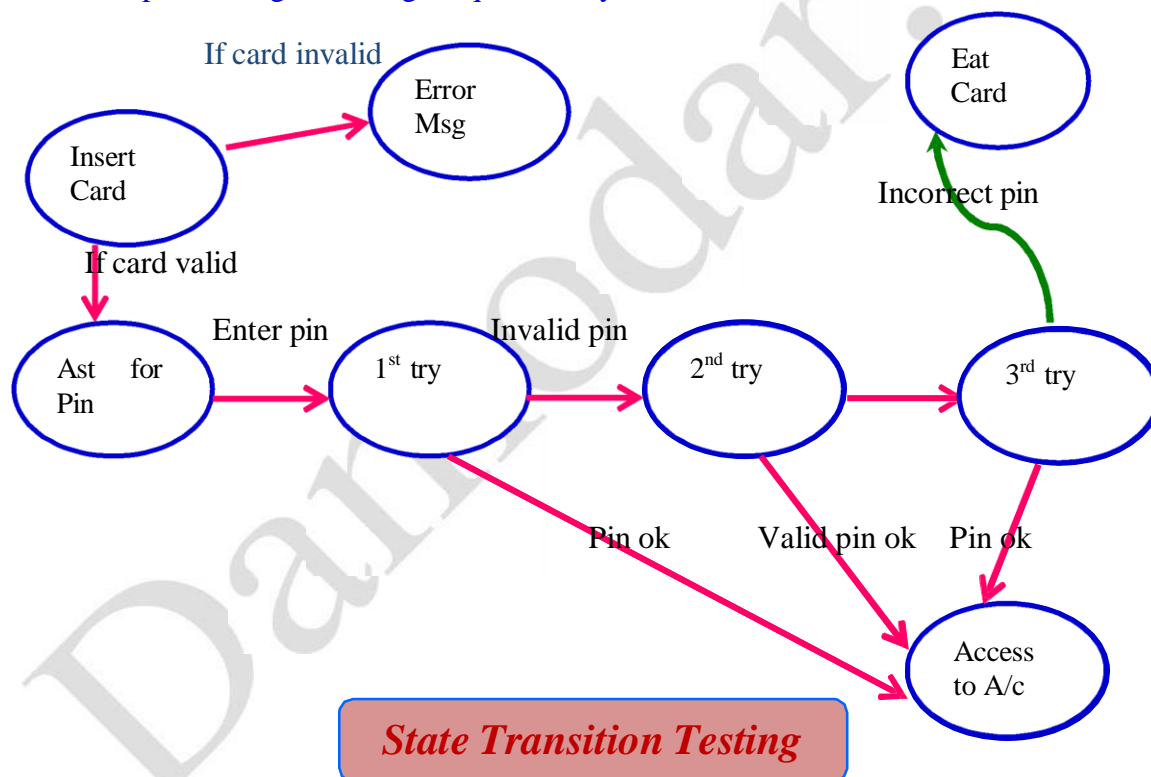 If card invalid
Error
Msg
Eat
Card
Insert
Card
Incorrect pin
If card valid
Enter pin
Invalid pin
Ast for
Pin
1st try
2nd try
3rd try
Pin ok
Valid pin ok
Pin ok
Access
to A/c
State Transition Testing
Damodar.